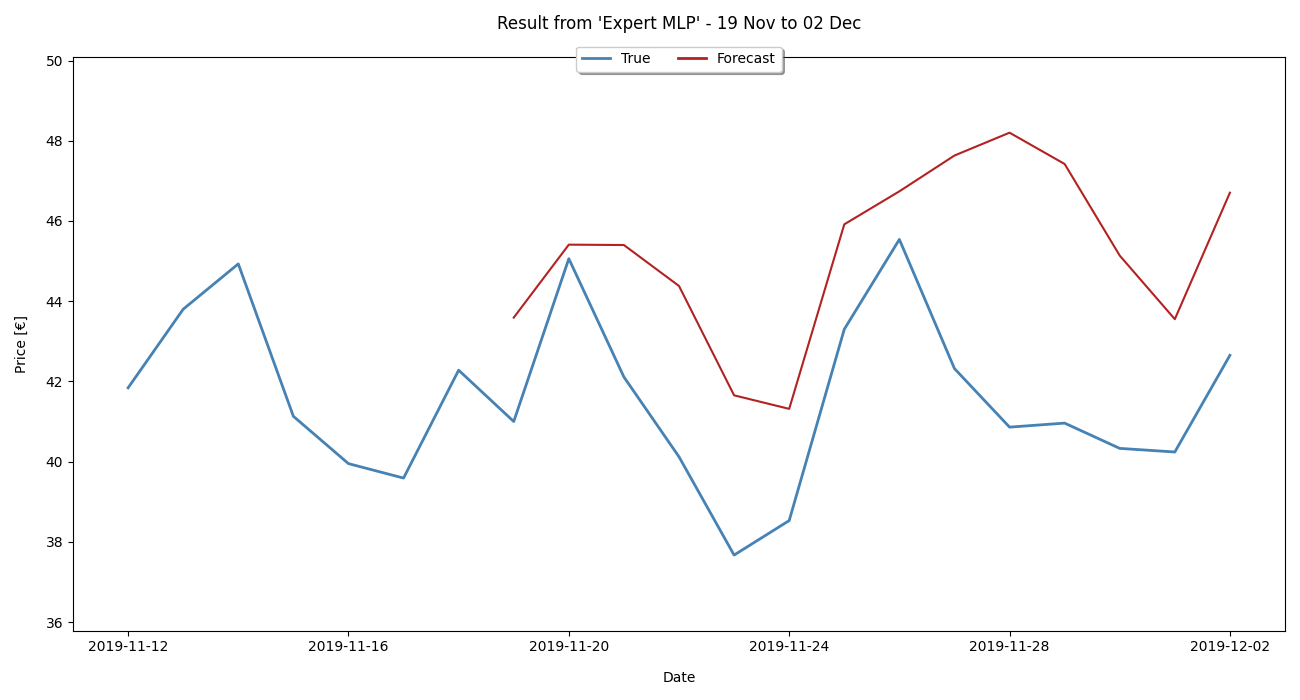 Result from 'Expert MLP' - 19 Nov to 02 Dec
True Forecast
50
48
46
44
42
40
38
36
Price [€]
2019-11-12 2019-11-16 2019-11-20 2019-11-24 2019-11-28 2019-12-02
Date